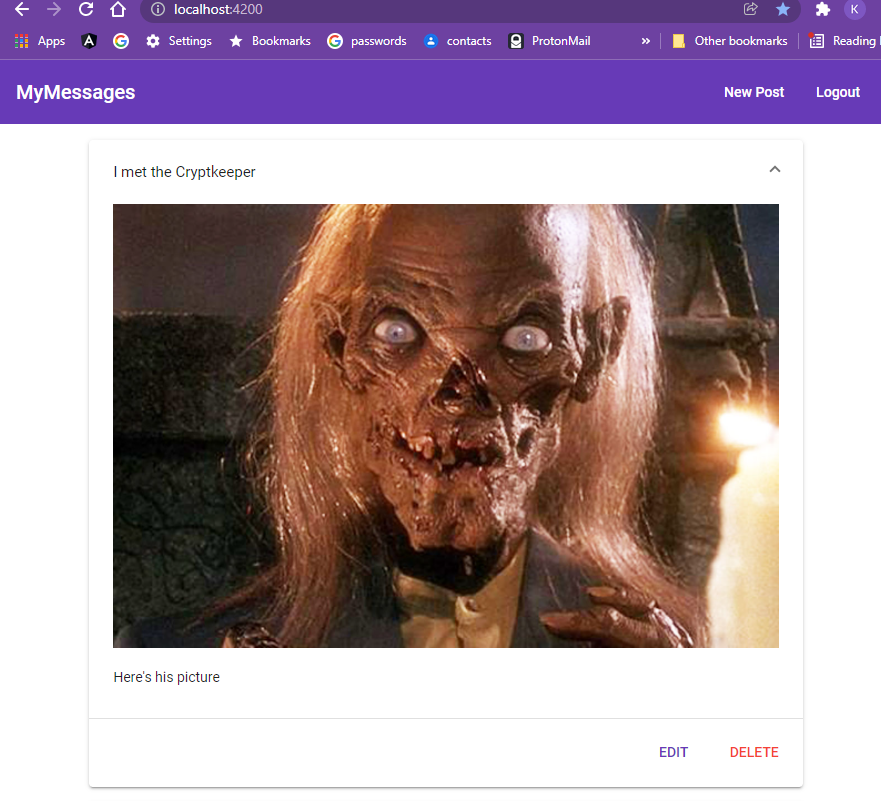 localhost:4200
Apps Settings Bookmarks passwords contacts ProtonMail » Other bookmarks Reading
K
MyMessages New Post Logout
I met the Cryptkeeper
Here's his picture
EDIT DELETE